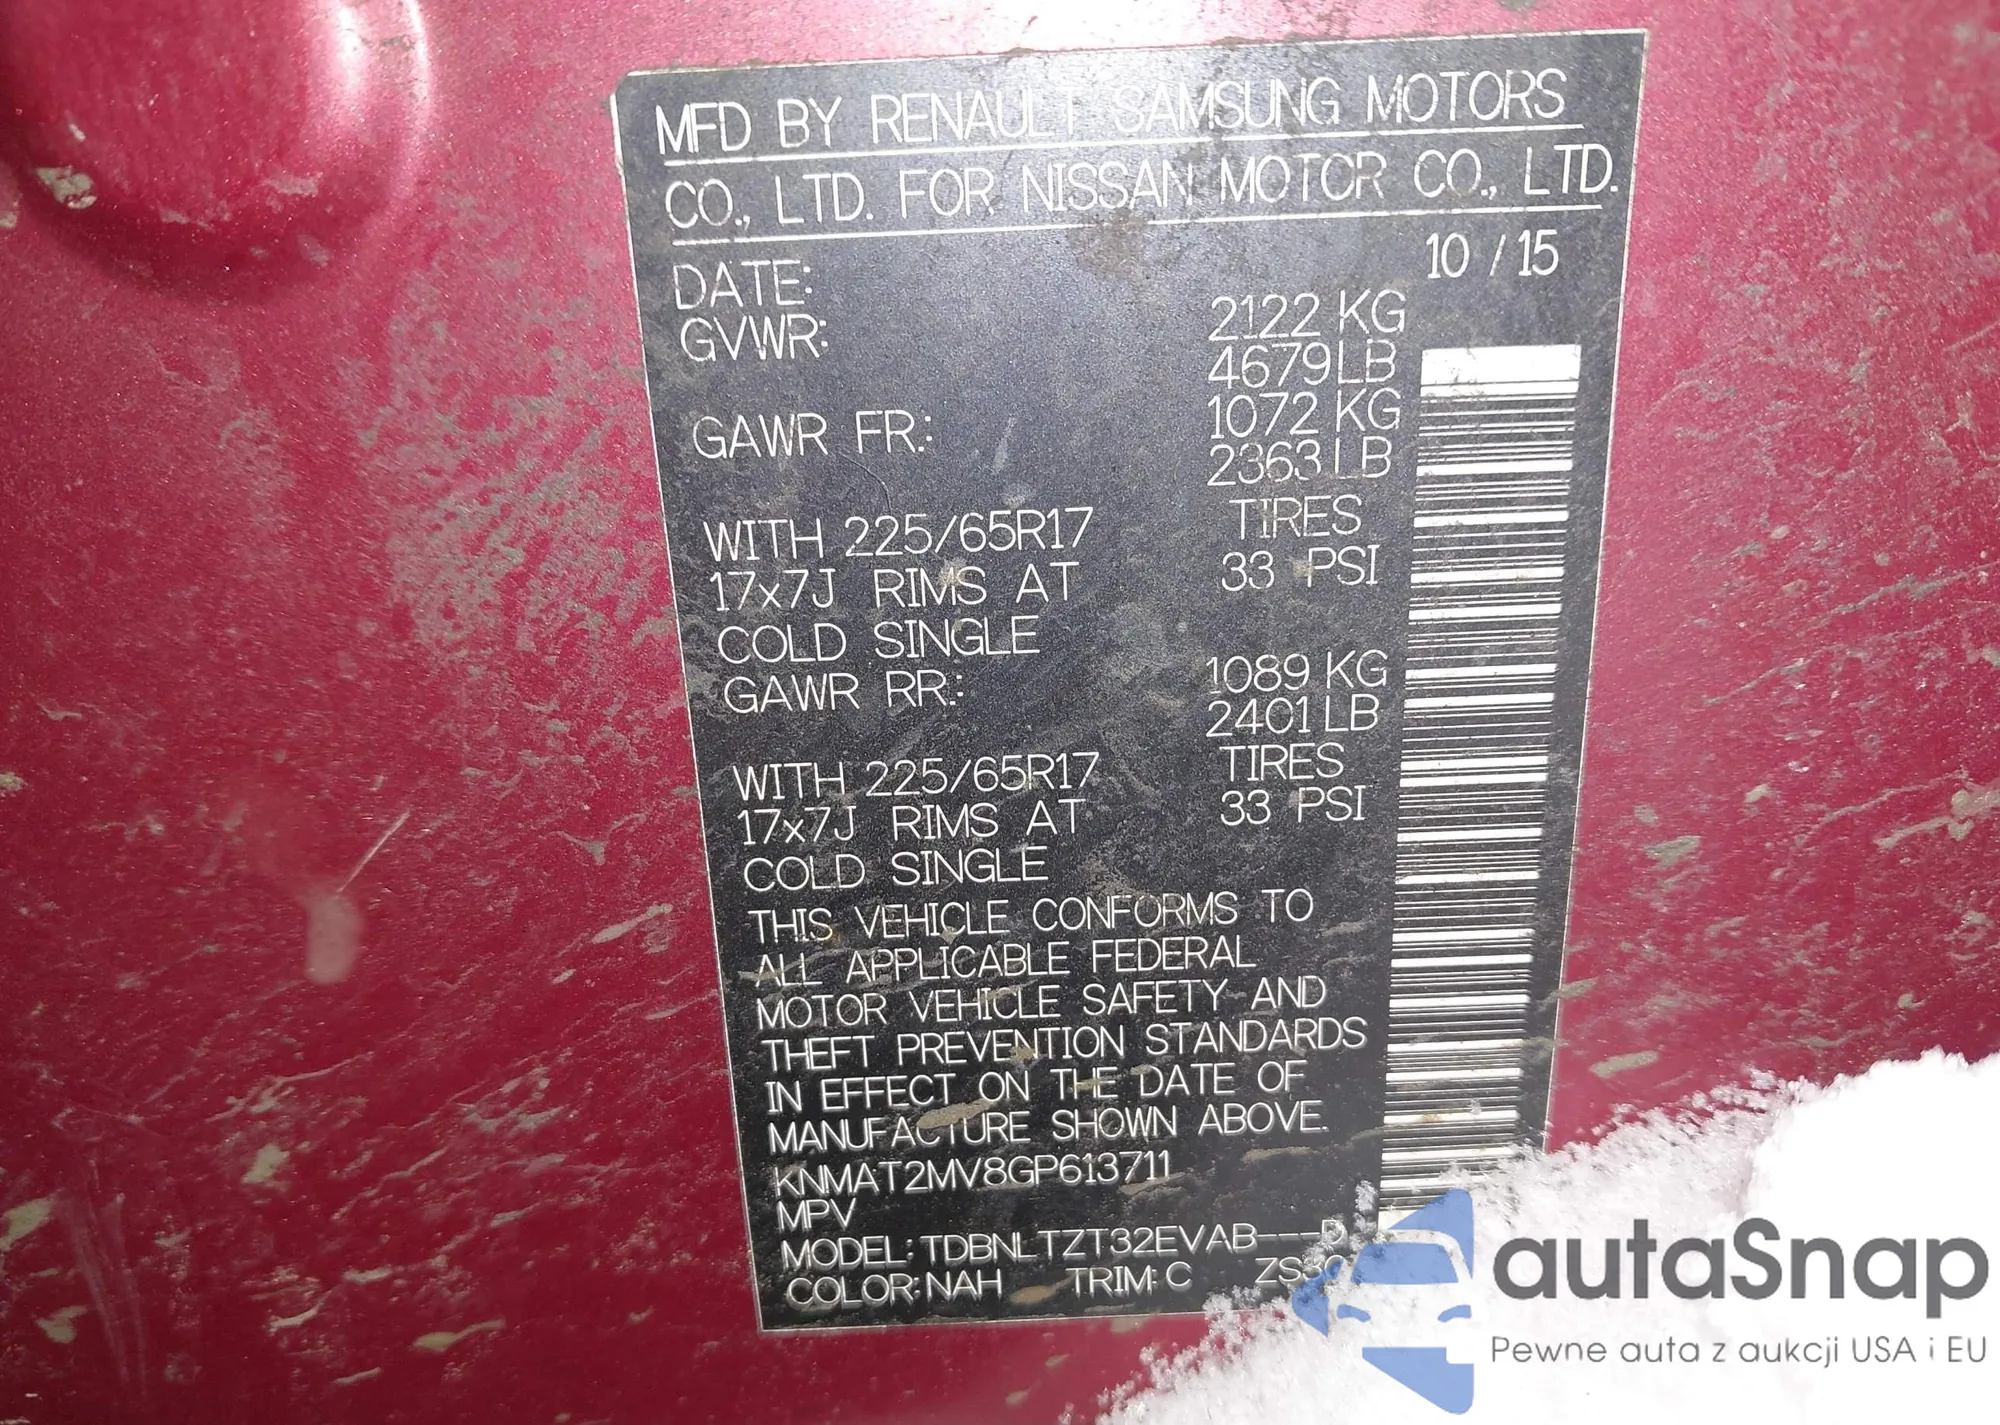 MFD BY RENAULT SAMSUNG MOTORS
CO., LTD. FOR NISSAN MOTOR CO., LTD.
DATE: 10 / 15
GVWR: 2122 KG
4679 LB
GAWR FR.: 1072 KG
2363 LB
WITH 225/65R17 TIRES
17x7J RIMS AT 33 PSI
COLD SINGLE
GAWR RR.: 1089 KG
2401 LB
WITH 225/65R17 TIRES
17x7J RIMS AT 33 PSI
COLD SINGLE
THIS VEHICLE CONFORMS TO
ALL APPLICABLE FEDERAL
MOTOR VEHICLE SAFETY AND
THEFT PREVENTION STANDARDS
IN EFFECT ON THE DATE OF
MANUFACTURE SHOWN ABOVE.
KNMAT2MV8GP613711
MPV
MODEL: TDBNLTZT32EVAB---D
COLOR: NAH TRIM: C
autaSnap
Pewne auta z aukcji USA i EU